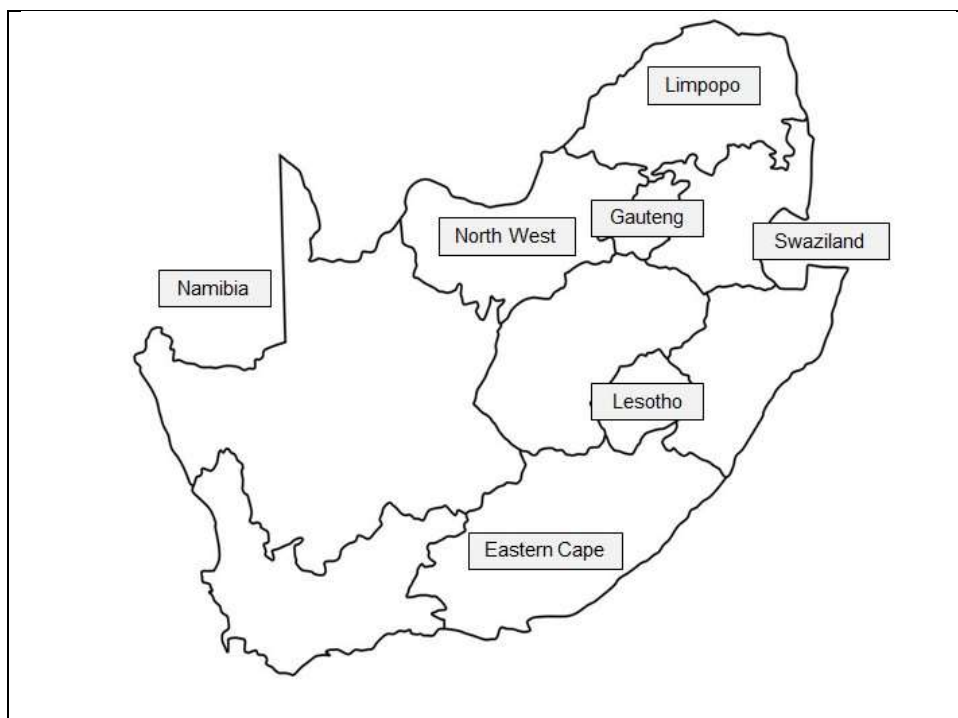 Limpopo
Gauteng
North West
Swaziland
Namibia
Lesotho
Eastern Cape